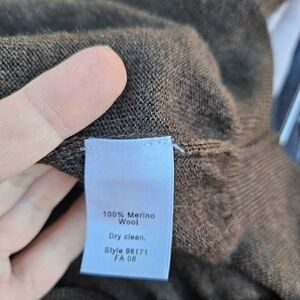 100% Merino
Wool
Dry clean.
Style 98171
FA 08